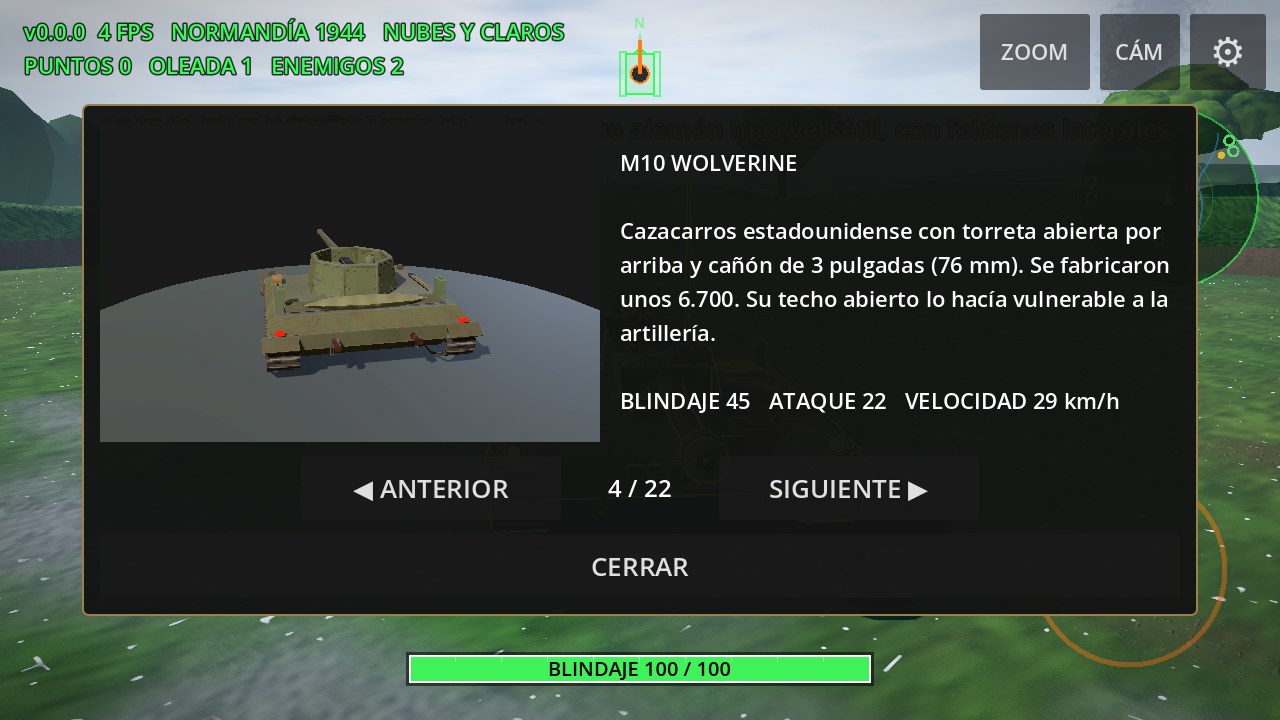 v0.0.0 4 FPS NORMANDÍA 1944 NUBES Y CLAROS
PUNTOS 0 OLEADA 1 ENEMIGOS 2
N
ZOOM
CÁM
M10 WOLVERINE
Cazacarros estadounidense con torreta abierta por
arriba y cañón de 3 pulgadas (76 mm). Se fabricaron
unos 6.700. Su techo abierto lo hacía vulnerable a la
artillería.
BLINDAJE 45 ATAQUE 22 VELOCIDAD 29 km/h
◀ ANTERIOR
4 / 22
SIGUIENTE ▶
CERRAR
BLINDAJE 100 / 100